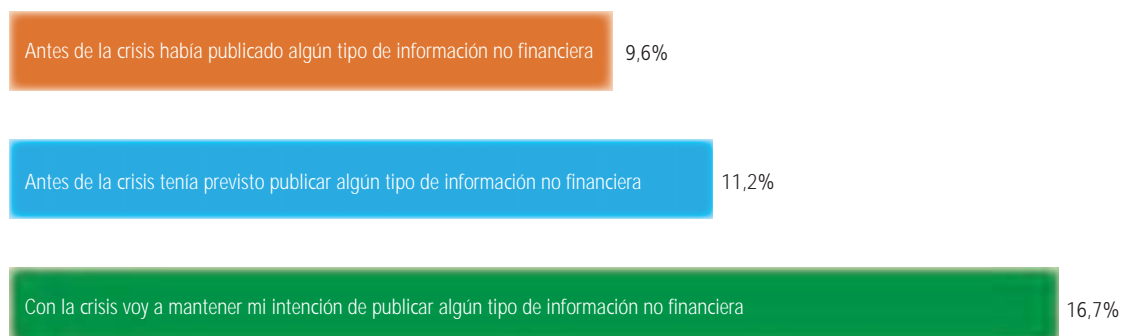 Antes de la crisis había publicado algún tipo de información no financiera 9,6%
Antes de la crisis tenía previsto publicar algún tipo de información no financiera 11,2%
Con la crisis voy a mantener mi intención de publicar algún tipo de información no financiera 16,7%